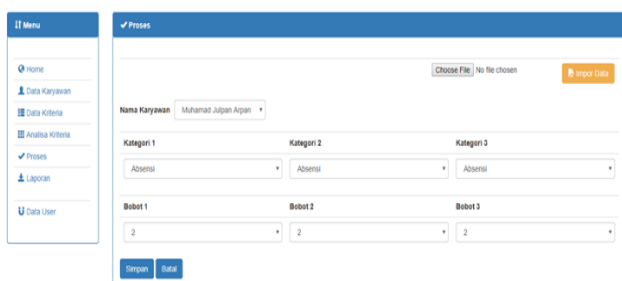 Menu
Home
Data Karyawan
Data Kriteria
Analisa Kriteria
Proses
Laporan
Data User
Proses
Choose File No file chosen
Impor Data
Nama Karyawan Muhamad Julpan Arpan
Kategori 1 Kategori 2 Kategori 3
Absensi Absensi Absensi
Bobot 1 Bobot 2 Bobot 3
2 2 2
Simpan Batal